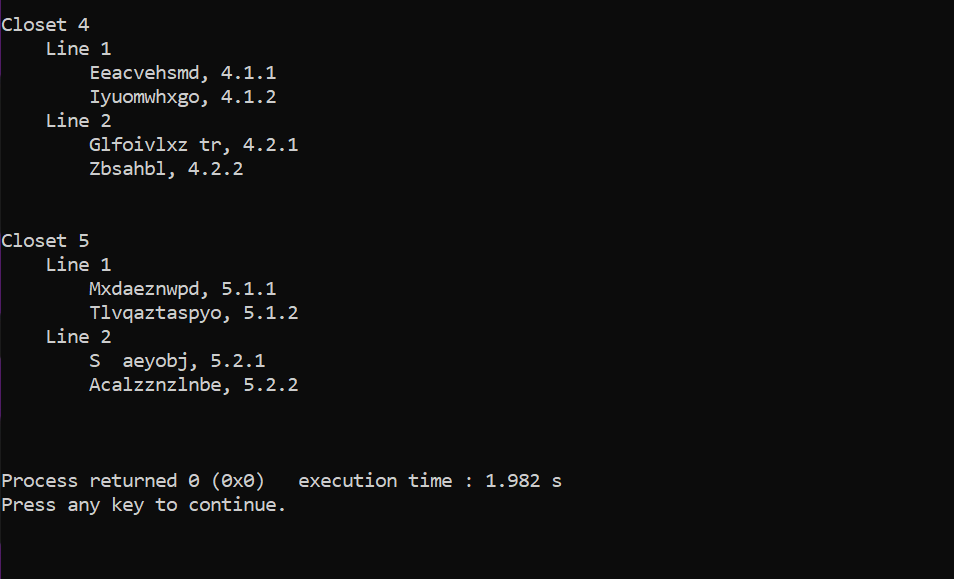 Closet 4
    Line 1
        Eeacvehsmd, 4.1.1
        Iyuomwhxgo, 4.1.2
    Line 2
        Glfoivlxz tr, 4.2.1
        Zbsahbl, 4.2.2
Closet 5
    Line 1
        Mxdaeznwpd, 5.1.1
        Tlvqaztaspyo, 5.1.2
    Line 2
        S  aeyobj, 5.2.1
        Acalzznzlnbe, 5.2.2
Process returned 0 (0x0)   execution time : 1.982 s
Press any key to continue.